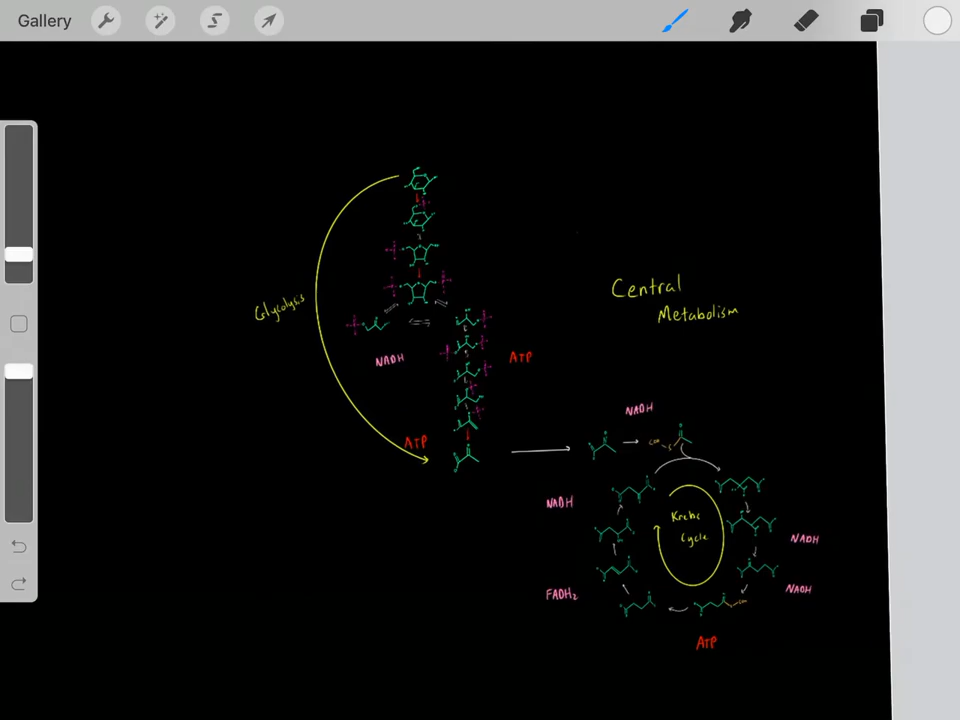 Gallery
Glycolysis
Central
Metabolism
NADH
ATP
ATP
NADH
NADH
Krebs
Cycle
NADH
NADH
FADH₂
ATP